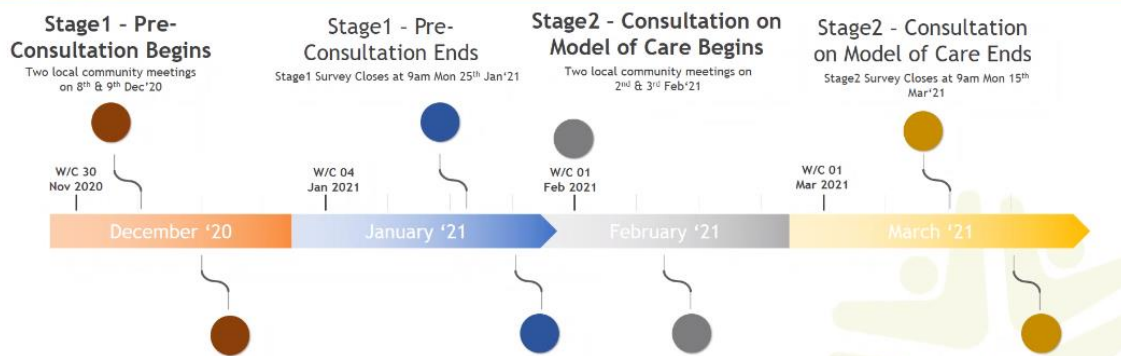 Stage1 - Pre-
Consultation Begins
Two local community meetings
on 8th & 9th Dec'20
Stage1 - Pre-
Consultation Ends
Stage1 Survey Closes at 9am Mon 25th Jan'21
Stage2 - Consultation on
Model of Care Begins
Two local community meetings on
2nd & 3rd Feb'21
Stage2 - Consultation
on Model of Care Ends
Stage2 Survey Closes at 9am Mon 15th
Mar'21
W/C 30
Nov 2020
W/C 04
Jan 2021
W/C 01
Feb 2021
W/C 01
Mar 2021
December '20
January '21
February '21
March '21